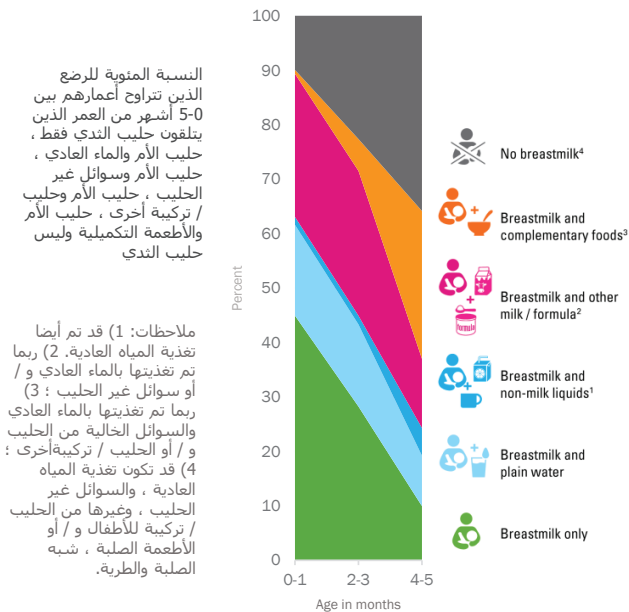 النسبة المئوية للرضع
الذين تتراوح أعمارهم بين
0-5 أشهر من العمر الذين
يتلقون حليب الثدي فقط ،
حليب الأم والماء العادي ،
حليب الأم وسوائل غير
الحليب ، حليب الأم وحليب
/ تركيبة أخرى ، حليب الأم
والأطعمة التكميلية وليس
حليب الثدي
ملاحظات: 1) قد تم أيضا
تغذية المياه العادية. 2) ربما
تم تغذيتها بالماء العادي و /
أو سوائل غير الحليب ؛ 3)
ربما تم تغذيتها بالماء العادي
والسوائل الخالية من الحليب
و / أو الحليب / تركيبةأخرى ؛
4) قد تكون تغذية المياه
العادية ، والسوائل غير
الحليب ، وغيرها من الحليب
/ تركيبة للأطفال و / أو
الأطعمة الصلبة ، شبه
الصلبة والطرية.
Percent
100
90
80
70
60
50
40
30
20
10
0
0-1
2-3
4-5
Age in months
No breastmilk⁴
Breastmilk and
complementary foods³
Breastmilk and other
milk / formula²
formula
Breastmilk and
non-milk liquids¹
Breastmilk and
plain water
Breastmilk only